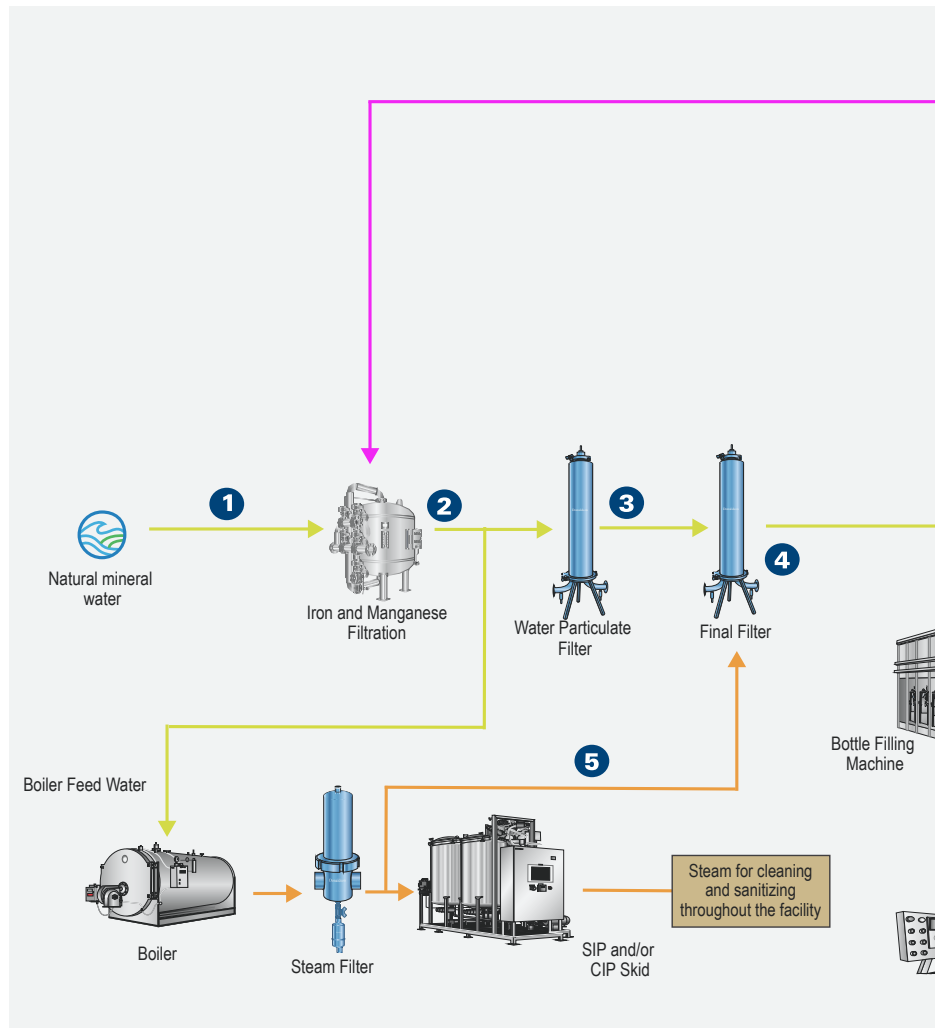 1
2
3
4
Natural mineral
water
Iron and Manganese
Filtration
Water Particulate
Filter
Final Filter
Bottle Filling
Machine
5
Boiler Feed Water
Steam for cleaning
and sanitizing
throughout the facility
Boiler
Steam Filter
SIP and/or
CIP Skid